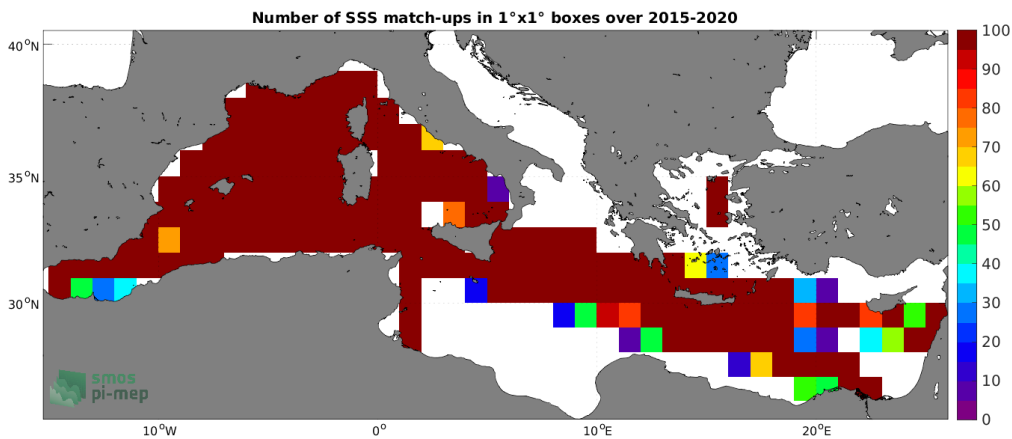 Number of SSS match-ups in 1°x1° boxes over 2015-2020
40°N
35°N
30°N
10°W
0°
10°E
20°E
100
90
80
70
60
50
40
30
20
10
0
smos
pi-mep